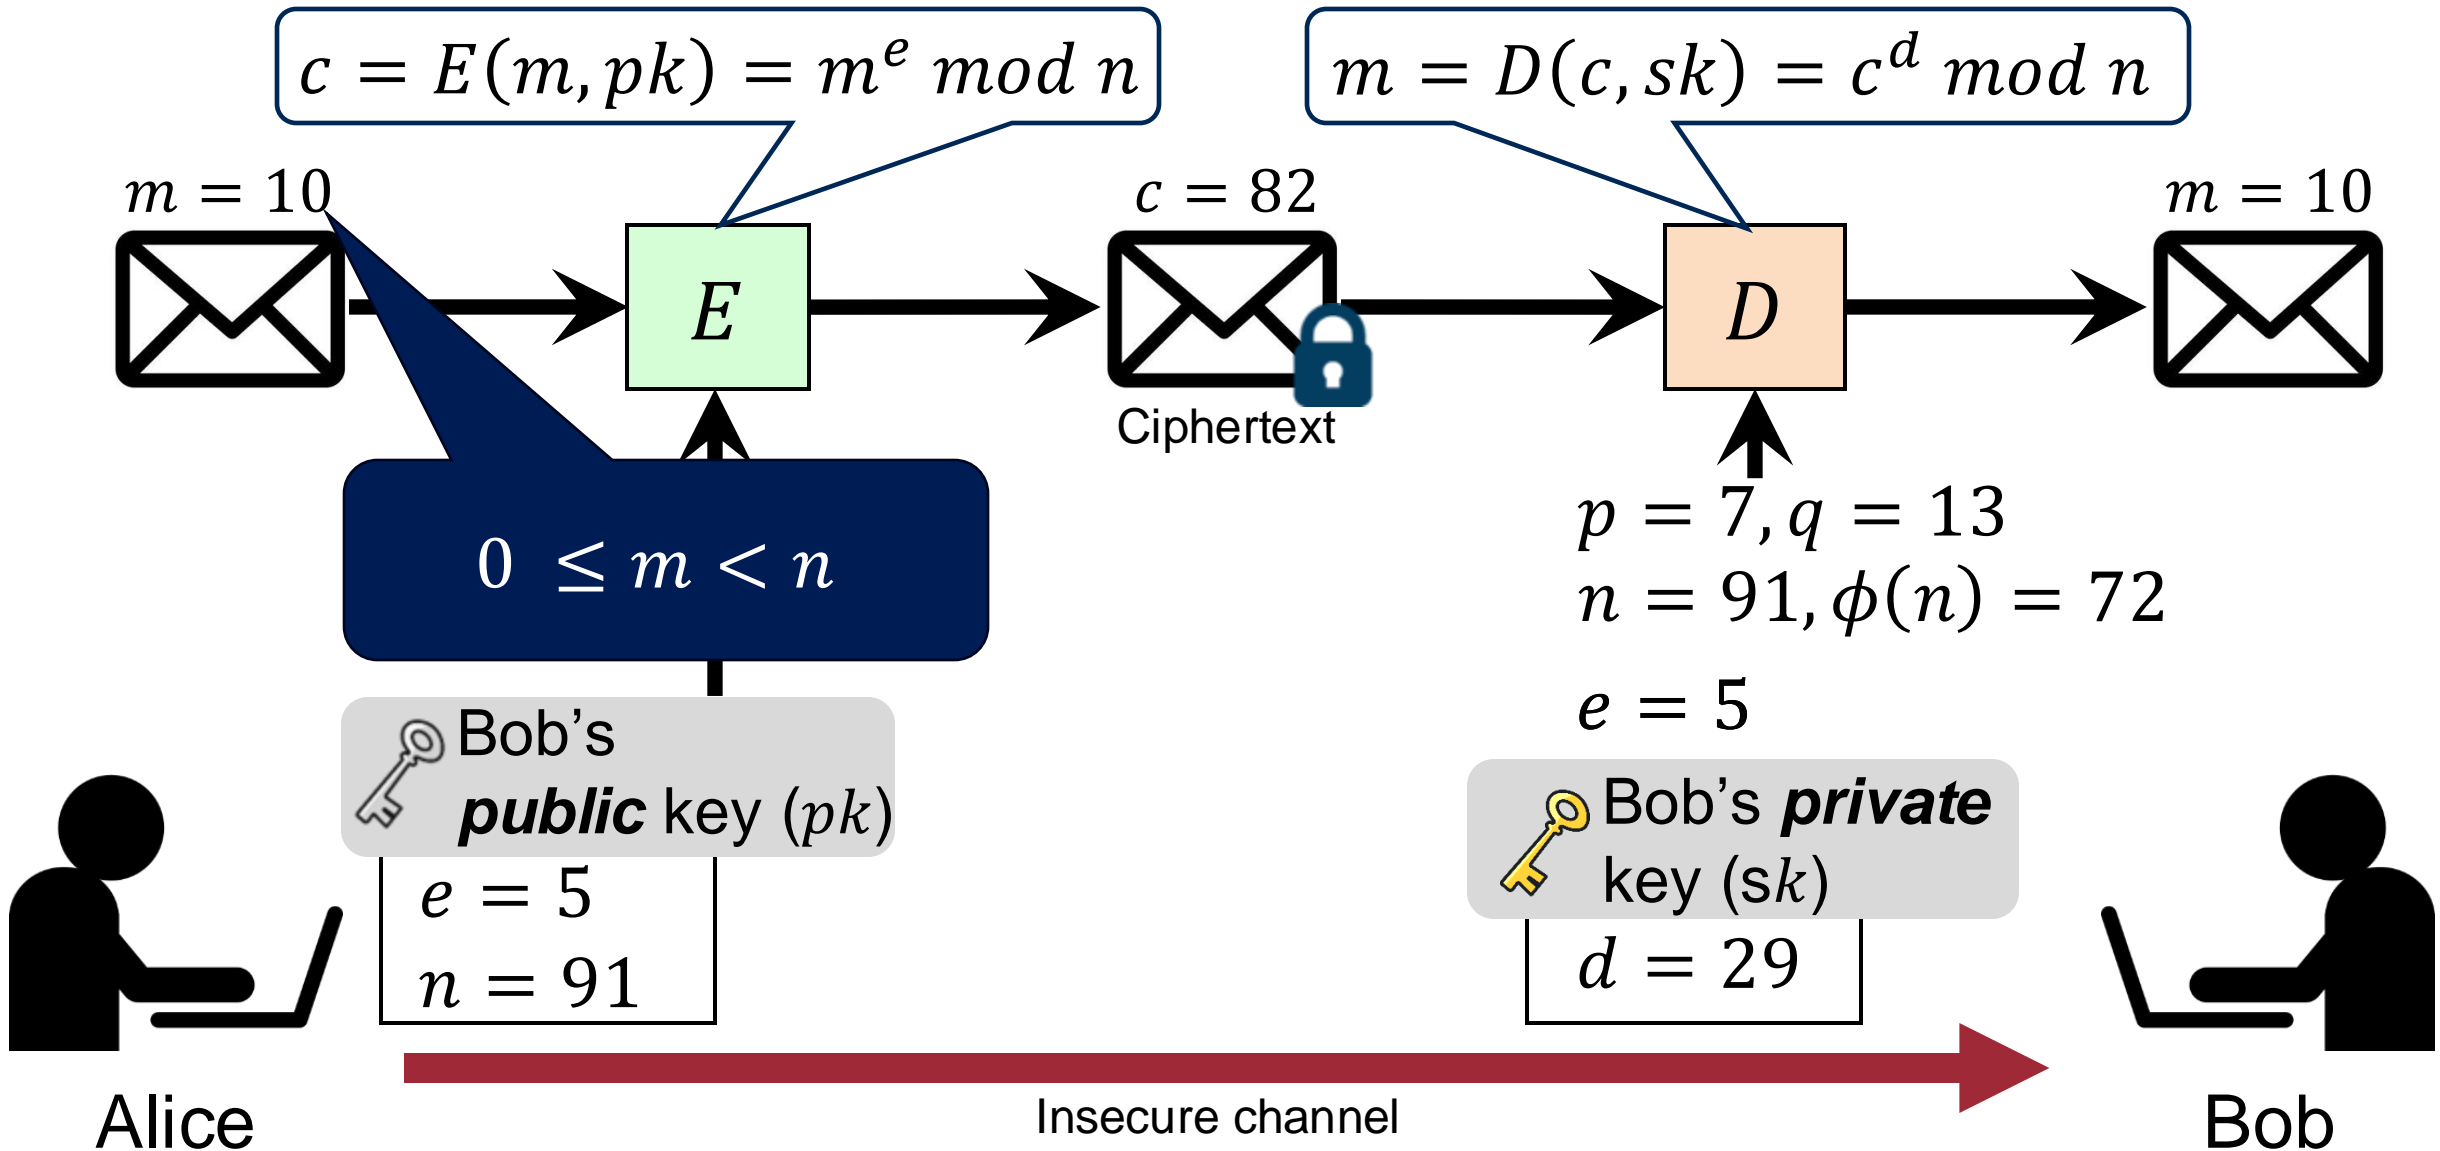 c = E(m, pk) = m^e mod n
m = D(c, sk) = c^d mod n
m = 10
c = 82
m = 10
E
D
Ciphertext
0 ≤ m < n
p = 7, q = 13
n = 91, ϕ(n) = 72
e = 5
Bob’s
public key (pk)
e = 5
n = 91
Bob’s private
key (sk)
d = 29
Insecure channel
Alice
Bob